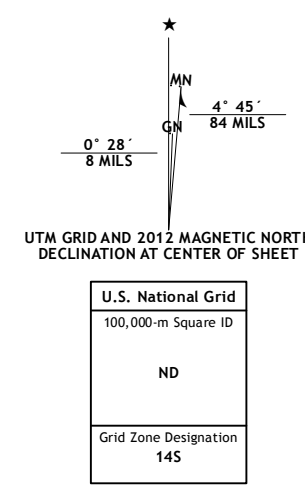 ★
MN
GN
4° 45´
84 MILS
0° 28´
8 MILS
UTM GRID AND 2012 MAGNETIC NORTH
DECLINATION AT CENTER OF SHEET
U.S. National Grid
100,000-m Square ID
ND
Grid Zone Designation
14S